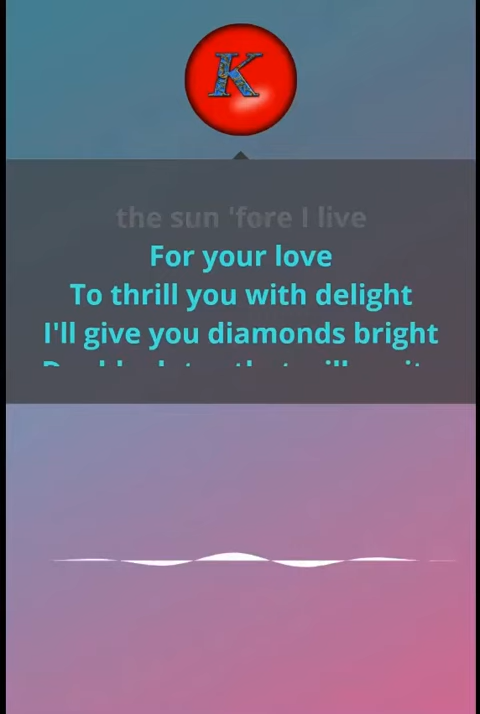 K
the sun 'fore I live
For your love
To thrill you with delight
I'll give you diamonds bright